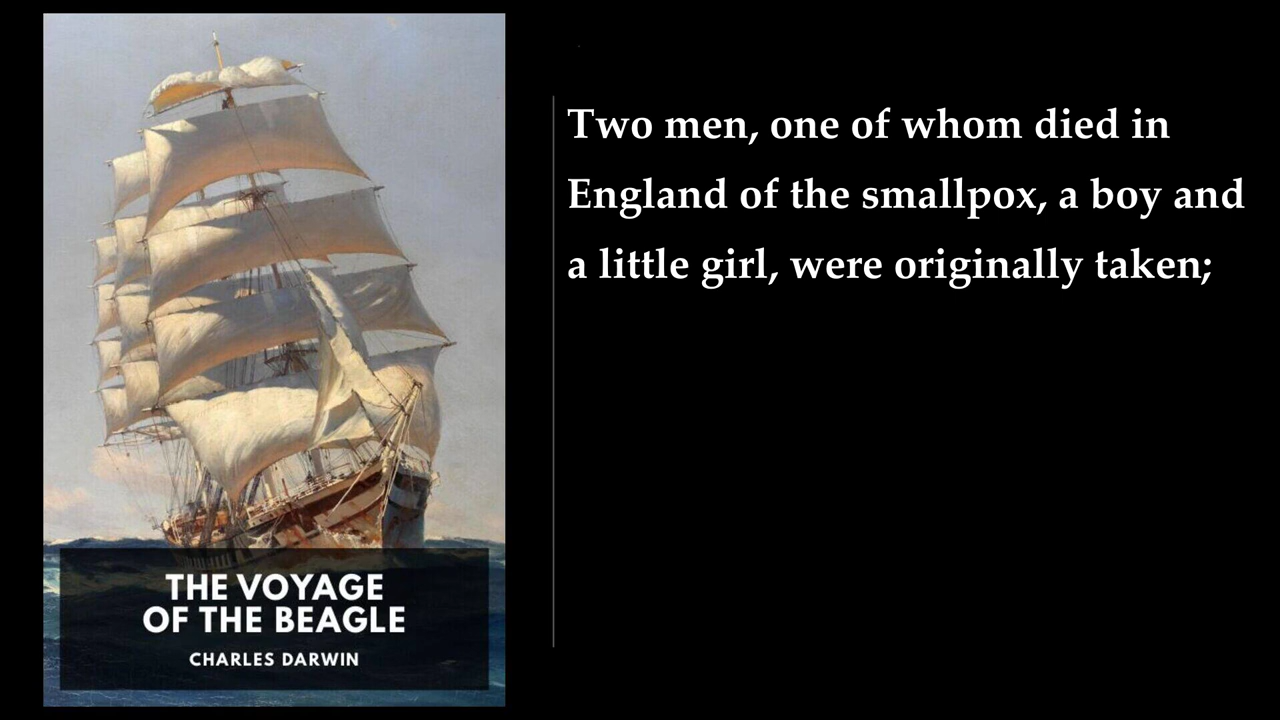 THE VOYAGE
OF THE BEAGLE
CHARLES DARWIN
Two men, one of whom died in
England of the smallpox, a boy and
a little girl, were originally taken;